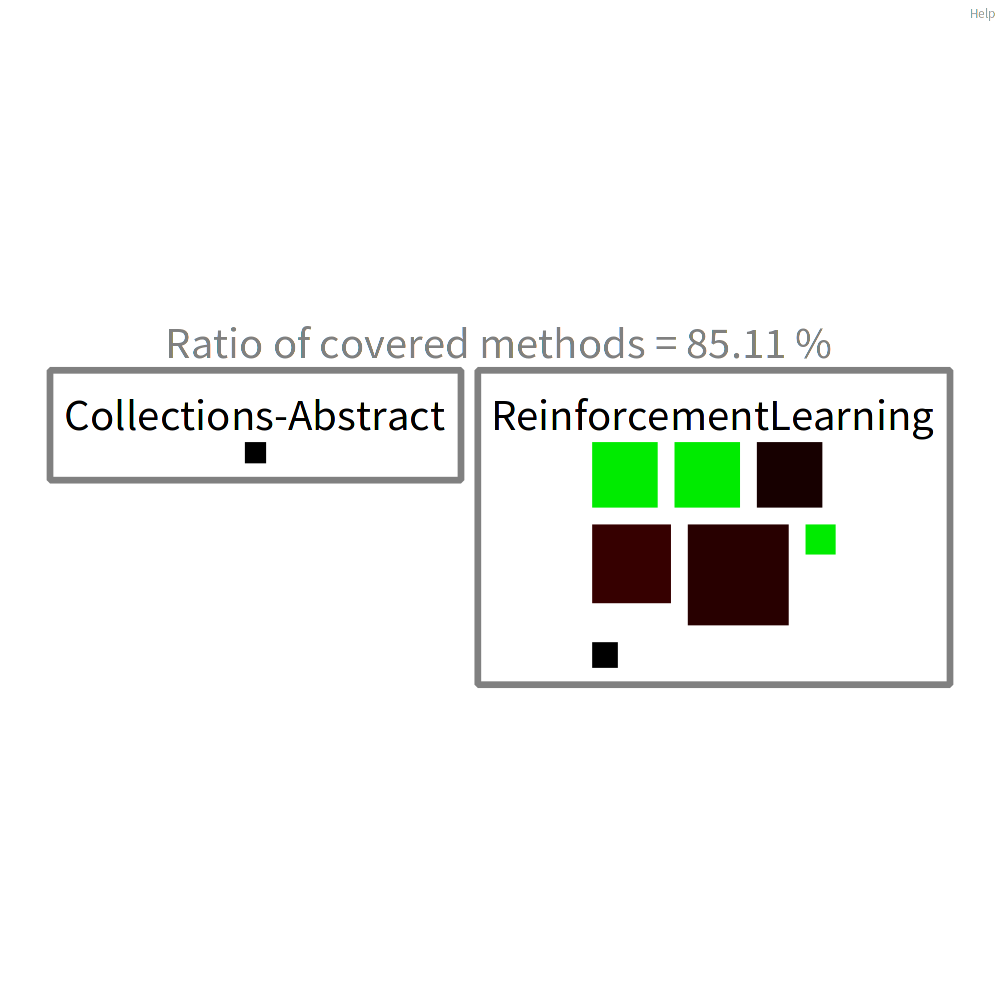 Help
Ratio of covered methods = 85.11 %
Collections-Abstract
ReinforcementLearning